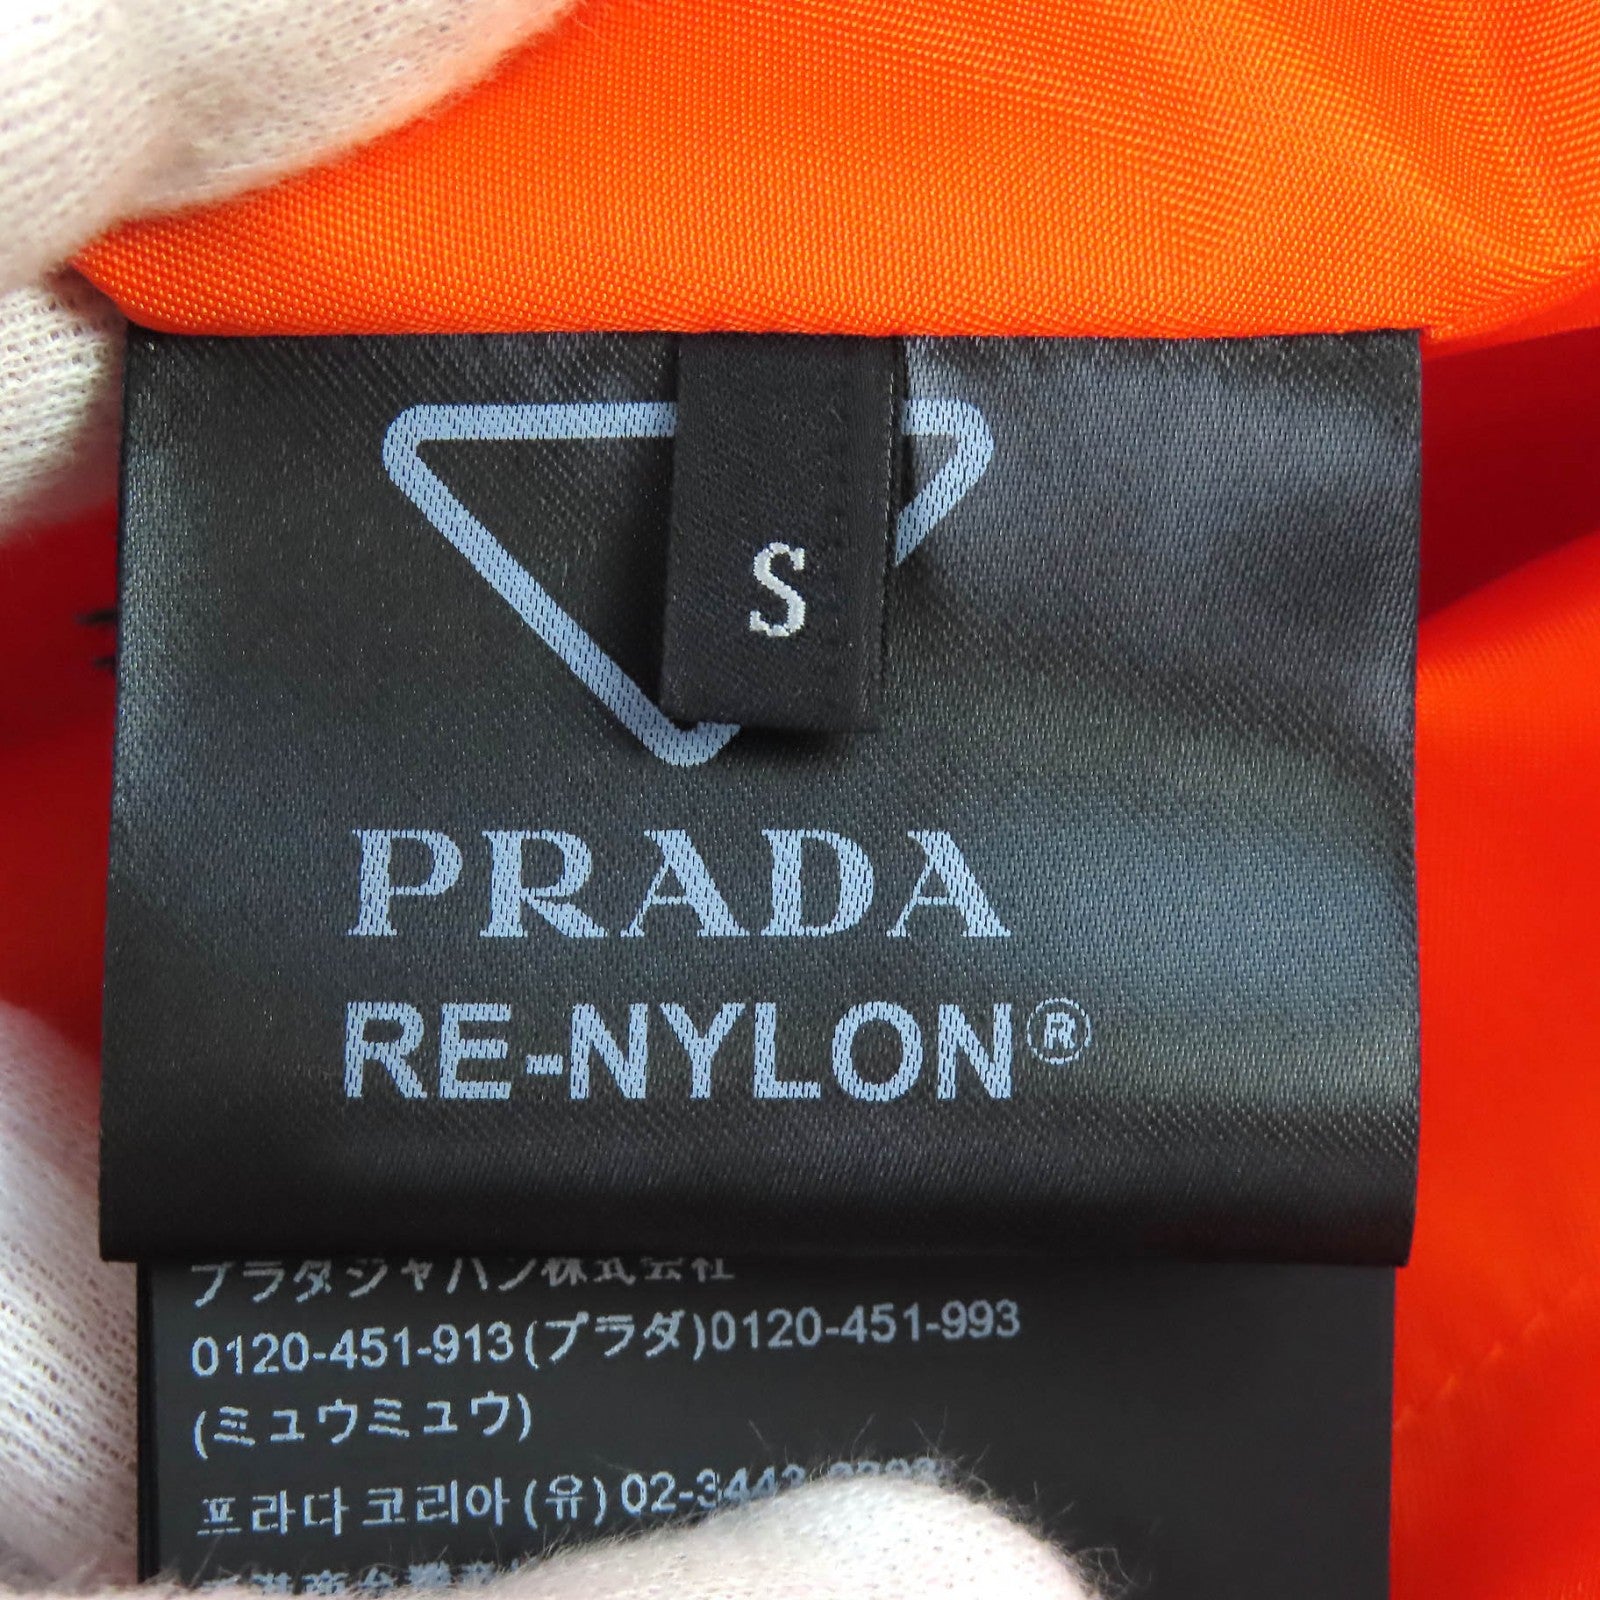 S
PRADA
RE-NYLON®
プラダジャパン株式会社
0120-451-913(プラダ)0120-451-993
(ミュウミュウ)
프라다코리아(유)02-3442-